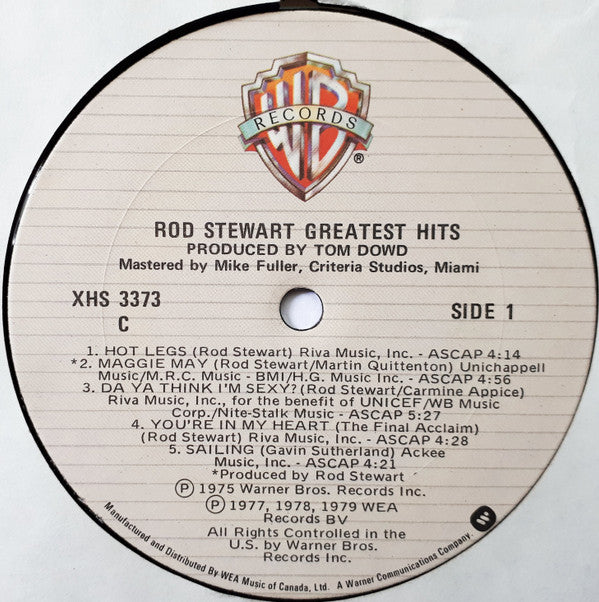 WB
RECORDS
®
ROD STEWART GREATEST HITS
PRODUCED BY TOM DOWD
Mastered by Mike Fuller, Criteria Studios, Miami
XHS 3373
C
SIDE 1
1. HOT LEGS (Rod Stewart) Riva Music, Inc. - ASCAP 4:14
*2. MAGGIE MAY (Rod Stewart/Martin Quittenton) Unichappell
Music/M.R.C. Music - BMI/H.G. Music Inc. - ASCAP 4:56
3. DA YA THINK I'M SEXY? (Rod Stewart/Carmine Appice)
Riva Music, Inc., for the benefit of UNICEF/WB Music
Corp./Nite-Stalk Music - ASCAP 5:27
4. YOU'RE IN MY HEART (The Final Acclaim)
(Rod Stewart) Riva Music, Inc. - ASCAP 4:28
5. SAILING (Gavin Sutherland) Ackee
Music, Inc. - ASCAP 4:21
*Produced by Rod Stewart
℗ 1975 Warner Bros. Records Inc.
℗ 1977, 1978, 1979 WEA
Records BV
All Rights Controlled in the
U.S. by Warner Bros.
Records Inc.
Manufactured and Distributed By WEA Music of Canada, Ltd. A Warner Communications Company.